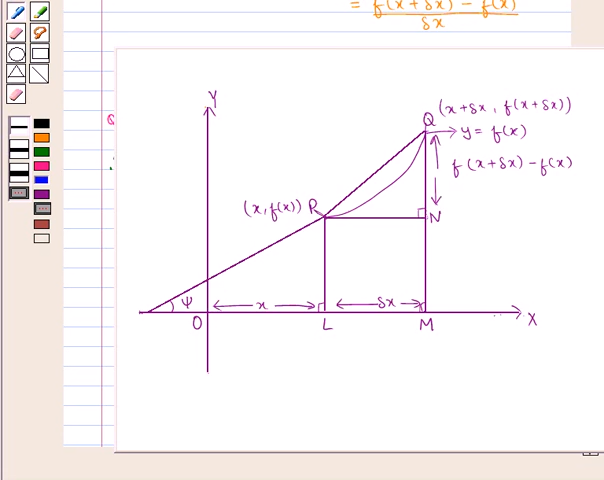 = f(x+δx) - f(x)
δx
Y
Q (x+δx, f(x+δx))
y = f(x)
f(x+δx) - f(x)
(x, f(x)) R
N
ψ
x
δx
O
L
M
X